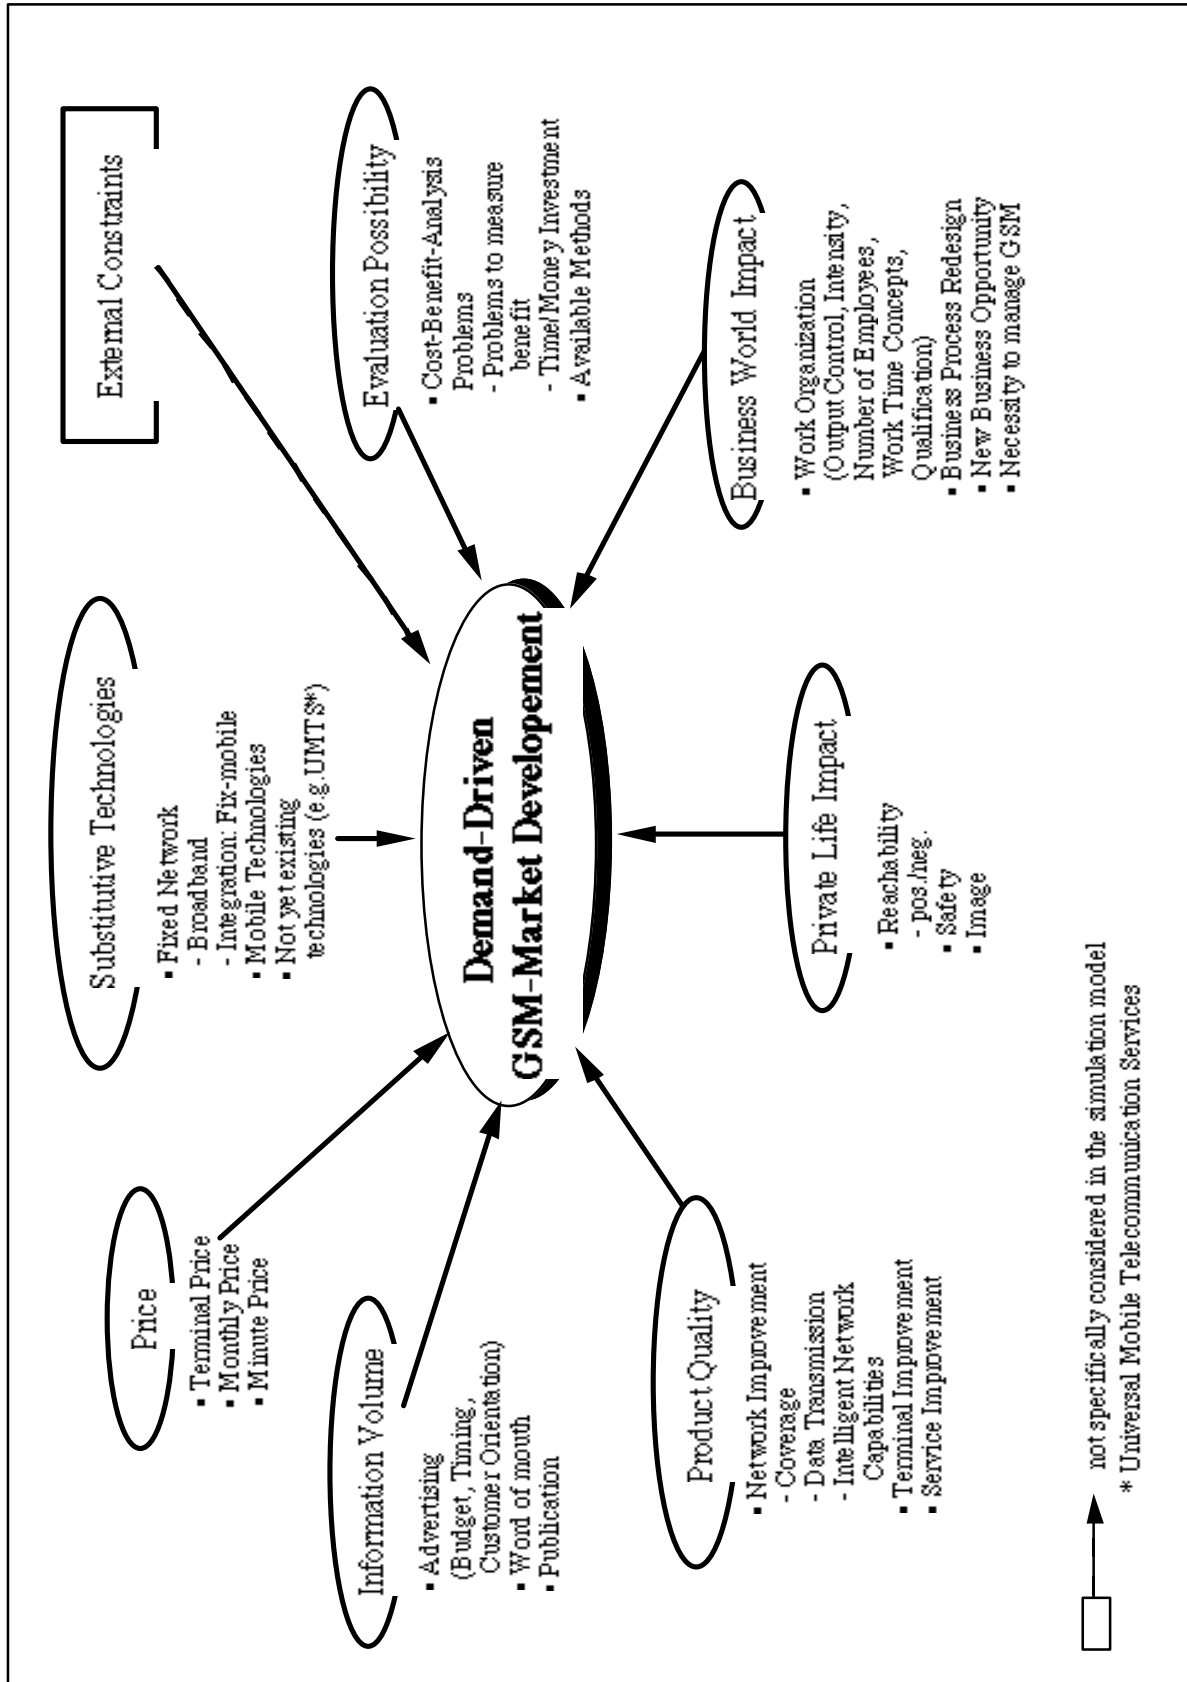 Price
▪ Terminal Price
▪ Monthly Price
▪ Minute Price
Substitutive Technologies
▪ Fixed Network
- Broadband
- Integration: Fix-mobile
▪ Mobile Technologies
▪ Not yet existing
technologies (e.g.UMTS*)
External Constraints
Information Volume
▪ Advertising
(Budget, Timing,
Customer Orientation)
▪ Word of mouth
▪ Publication
Demand-Driven
GSM-Market Developement
Evaluation Possibility
▪ Cost-Benefit-Analysis
Problems
- Problems to measure
benefit
- Time/Money Investment
▪ Available Methods
Product Quality
▪ Network Improvement
- Coverage
- Data Transmission
- Intelligent Network
Capabilities
▪ Terminal Improvement
▪ Service Improvement
Private Life Impact
▪ Reachability
- pos./neg.
▪ Safety
▪ Image
Business World Impact
▪ Work Organization
(Output Control, Intensity,
Number of Employees,
Work Time Concepts,
Qualification)
▪ Business Process Redesign
▪ New Business Opportunity
▪ Necessity to manage GSM
not specifically considered in the simulation model
* Universal Mobile Telecommunication Services